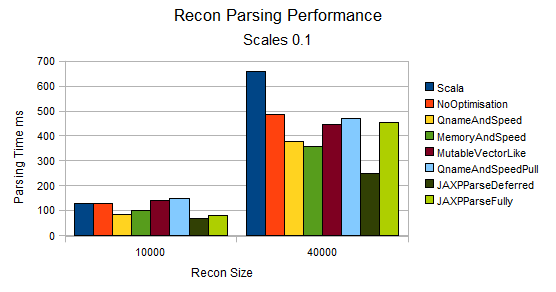 Recon Parsing Performance
Scales 0.1
Parsing Time ms
700
600
500
400
300
200
100
0
10000
40000
Recon Size
Scala
NoOptimisation
QnameAndSpeed
MemoryAndSpeed
MutableVectorLike
QnameAndSpeedPull
JAXPParseDeferred
JAXPParseFully